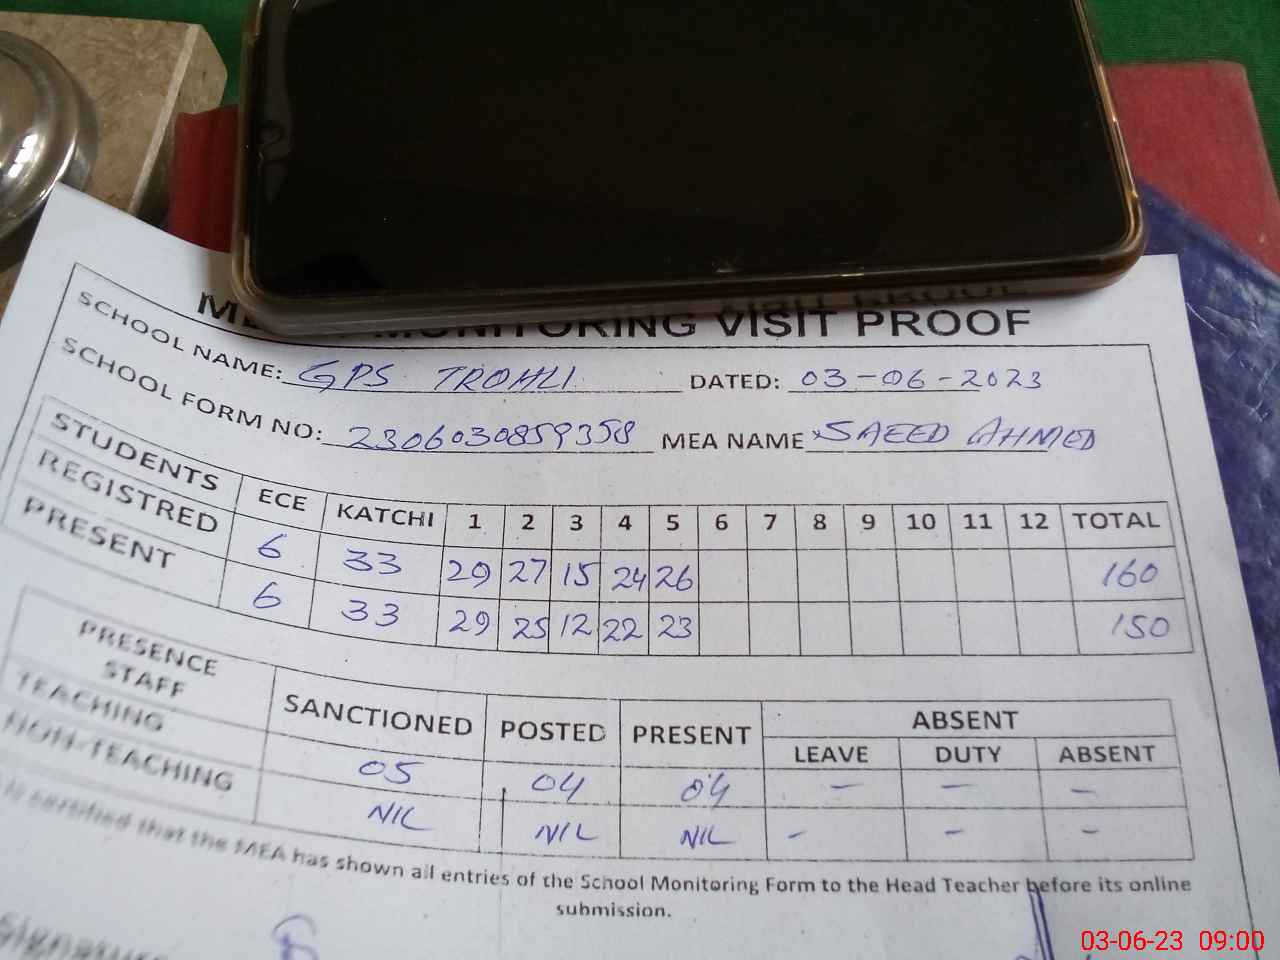 MONITORING VISIT PROOF
SCHOOL NAME: GPS TROHLI DATED: 03-06-2023
SCHOOL FORM NO: 2306030859358 MEA NAME SAEED AHMED
STUDENTS ECE KATCHI 1 2 3 4 5 6 7 8 9 10 11 12 TOTAL
REGISTRED 6 33 29 27 15 24 26 160
PRESENT 6 33 29 25 12 22 23 150
PRESENCE STAFF SANCTIONED POSTED PRESENT ABSENT
LEAVE DUTY ABSENT
TEACHING 05 04 04 - - -
NON-TEACHING NIL NIL NIL - - -
is certified that the MEA has shown all entries of the School Monitoring Form to the Head Teacher before its online
submission.
Signature
03-06-23 09:00